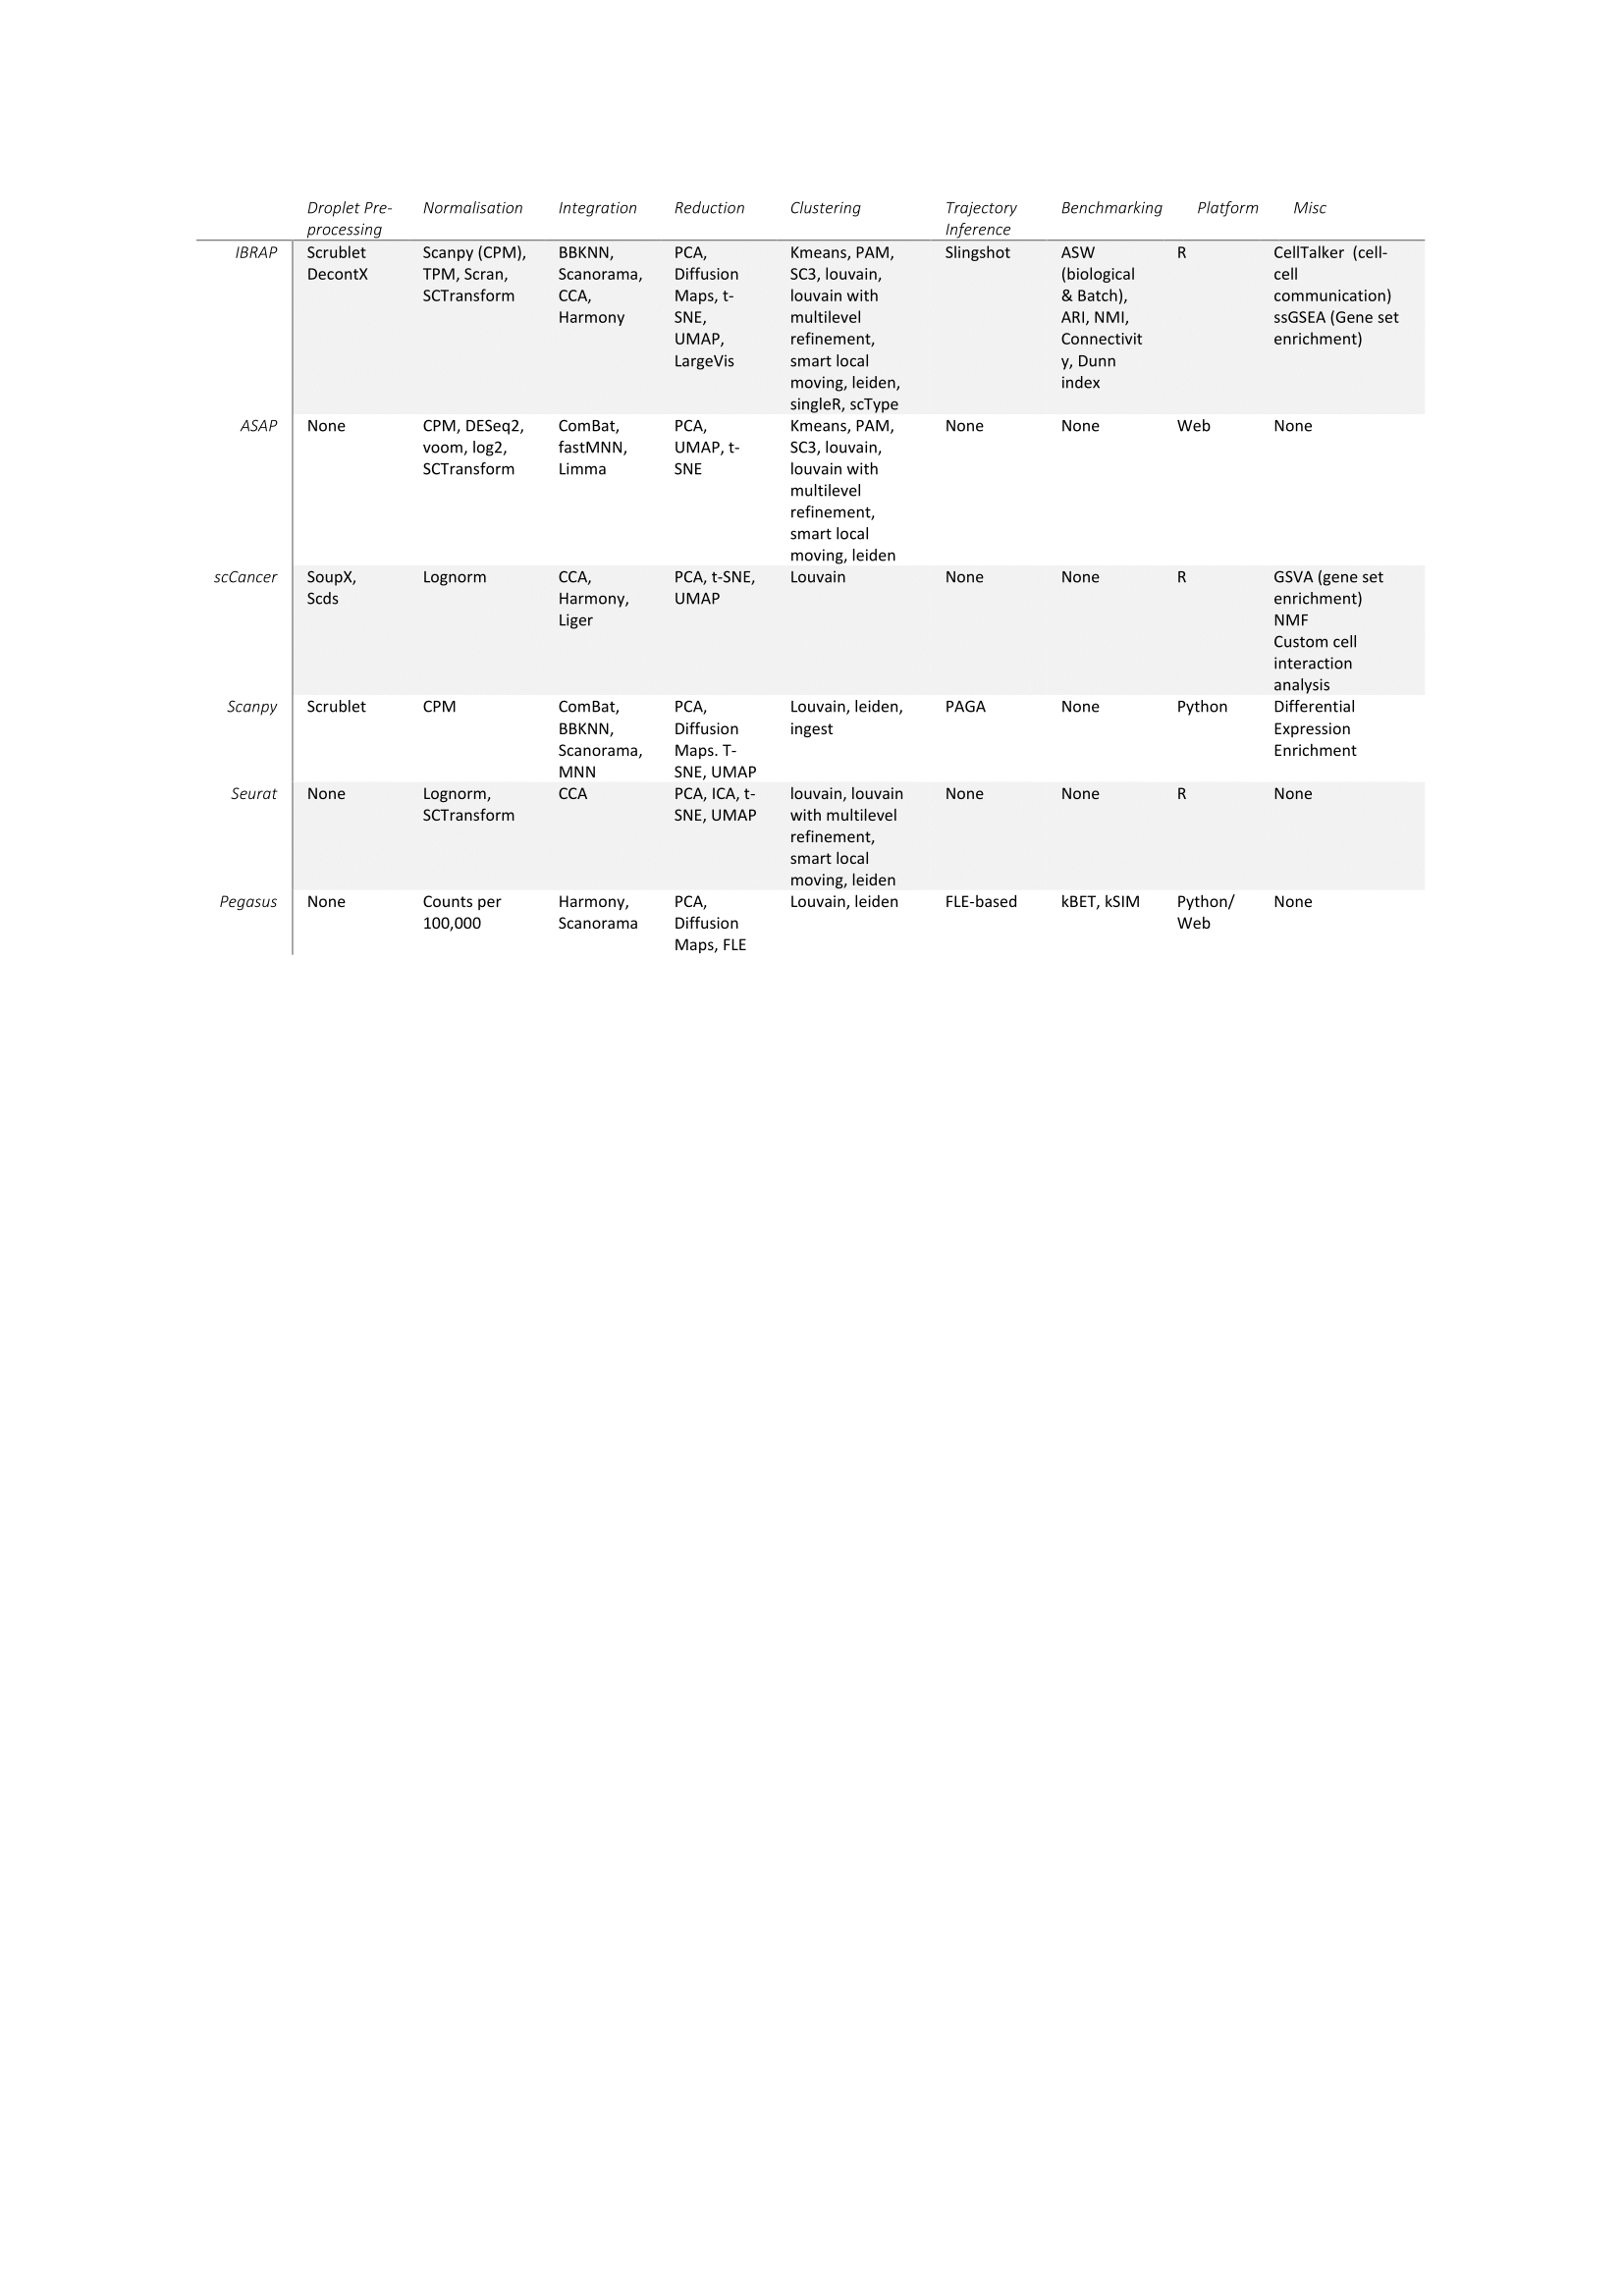 Droplet Pre-
processing
Normalisation
Integration
Reduction
Clustering
Trajectory
Inference
Benchmarking
Platform
Misc
IBRAP
Scrublet
DecontX
Scanpy (CPM),
TPM, Scran,
SCTransform
BBKNN,
Scanorama,
CCA,
Harmony
PCA,
Diffusion
Maps, t-
SNE,
UMAP,
LargeVis
Kmeans, PAM,
SC3, louvain,
louvain with
multilevel
refinement,
smart local
moving, leiden,
singleR, scType
Slingshot
ASW
(biological
& Batch),
ARI, NMI,
Connectivit
y, Dunn
index
R
CellTalker  (cell-
cell
communication)
ssGSEA (Gene set
enrichment)
ASAP
None
CPM, DESeq2,
voom, log2,
SCTransform
ComBat,
fastMNN,
Limma
PCA,
UMAP, t-
SNE
Kmeans, PAM,
SC3, louvain,
louvain with
multilevel
refinement,
smart local
moving, leiden
None
None
Web
None
scCancer
SoupX,
Scds
Lognorm
CCA,
Harmony,
Liger
PCA, t-SNE,
UMAP
Louvain
None
None
R
GSVA (gene set
enrichment)
NMF
Custom cell
interaction
analysis
Scanpy
Scrublet
CPM
ComBat,
BBKNN,
Scanorama,
MNN
PCA,
Diffusion
Maps. T-
SNE, UMAP
Louvain, leiden,
ingest
PAGA
None
Python
Differential
Expression
Enrichment
Seurat
None
Lognorm,
SCTransform
CCA
PCA, ICA, t-
SNE, UMAP
louvain, louvain
with multilevel
refinement,
smart local
moving, leiden
None
None
R
None
Pegasus
None
Counts per
100,000
Harmony,
Scanorama
PCA,
Diffusion
Maps, FLE
Louvain, leiden
FLE-based
kBET, kSIM
Python/
Web
None